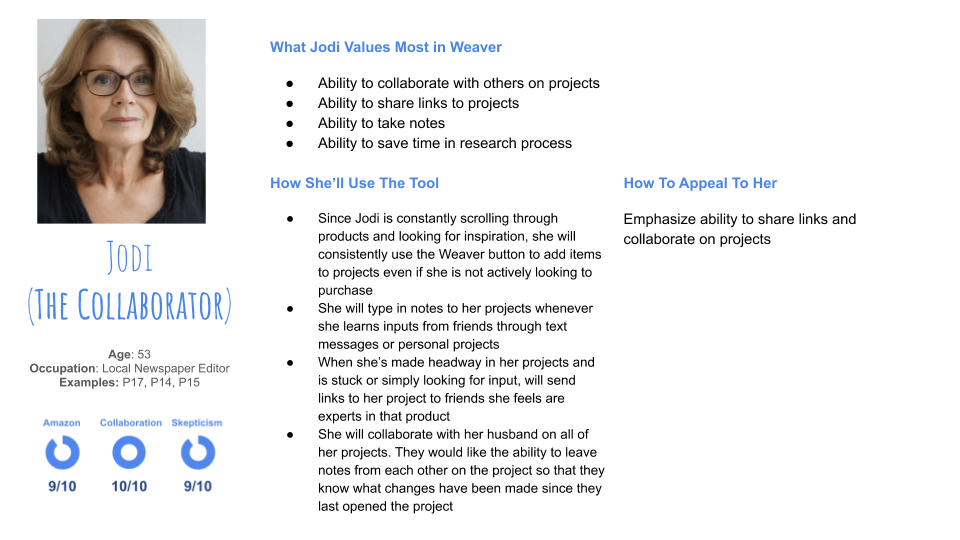 What Jodi Values Most in Weaver
● Ability to collaborate with others on projects
● Ability to share links to projects
● Ability to take notes
● Ability to save time in research process
How She’ll Use The Tool
● Since Jodi is constantly scrolling through
products and looking for inspiration, she will
consistently use the Weaver button to add items
to projects even if she is not actively looking to
purchase
● She will type in notes to her projects whenever
she learns inputs from friends through text
messages or personal projects
● When she’s made headway in her projects and
is stuck or simply looking for input, will send
links to her project to friends she feels are
experts in that product
● She will collaborate with her husband on all of
her projects. They would like the ability to leave
notes from each other on the project so that they
know what changes have been made since they
last opened the project
How To Appeal To Her
Emphasize ability to share links and
collaborate on projects
Jodi
(The Collaborator)
Age: 53
Occupation: Local Newspaper Editor
Examples: P17, P14, P15
Amazon Collaboration Skepticism
9/10 10/10 9/10